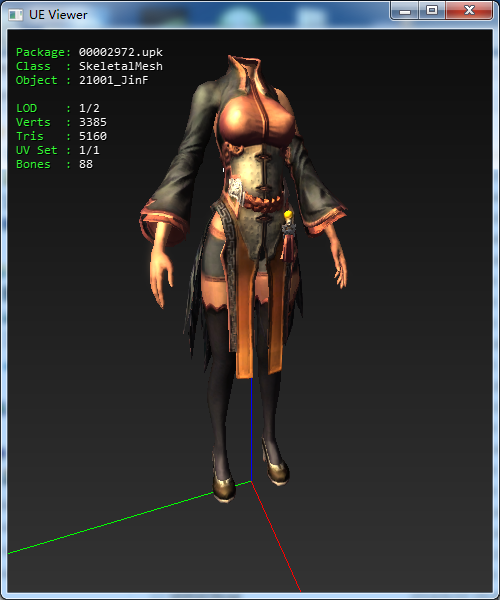 UE Viewer
Package: 00002972.upk
Class : SkeletalMesh
Object : 21001_JinF
LOD : 1/2
Verts : 3385
Tris : 5160
UV Set : 1/1
Bones : 88